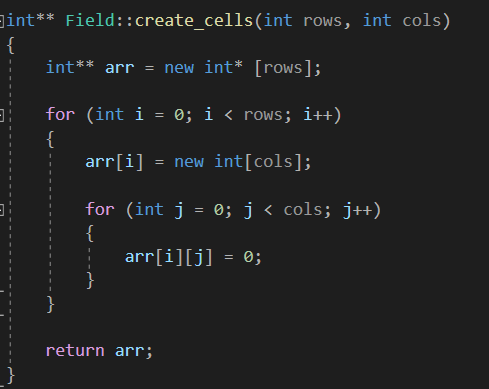 int** Field::create_cells(int rows, int cols)
{
    int** arr = new int* [rows];

    for (int i = 0; i < rows; i++)
    {
        arr[i] = new int[cols];

        for (int j = 0; j < cols; j++)
        {
            arr[i][j] = 0;
        }
    }

    return arr;
}